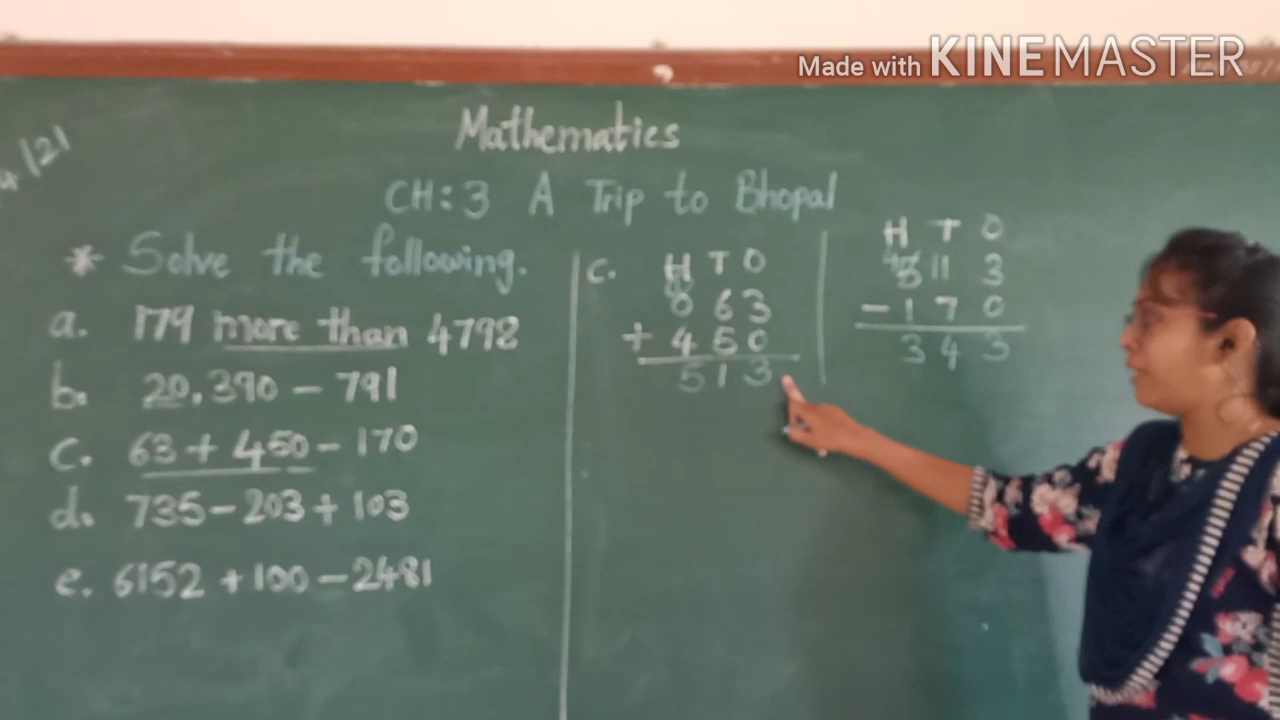 Made with KINEMASTER
/21
Mathematics
CH: 3 A Trip to Bhopal
* Solve the following.
a. 179 more than 4798
b. 20,390 - 791
c. 63 + 450 - 170
d. 735 - 203 + 103
e. 6152 + 100 - 2481
c. H T O
0 6 3
+ 4 5 0
5 1 3
H T O
5 11 3
- 1 7 0
3 4 3